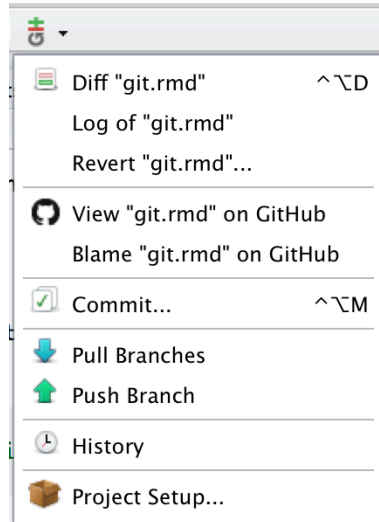 Git
Diff "git.rmd" ^⌥D
Log of "git.rmd"
Revert "git.rmd"...
View "git.rmd" on GitHub
Blame "git.rmd" on GitHub
Commit... ^⌥M
Pull Branches
Push Branch
History
Project Setup...